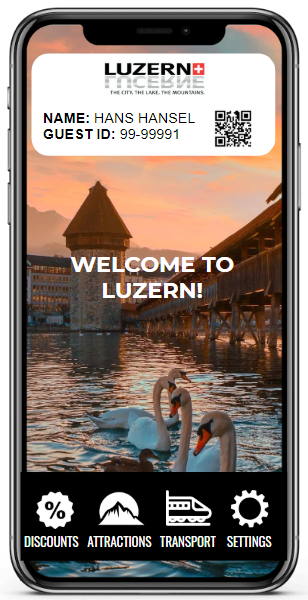 LUZERN
LUCERNE
THE CITY. THE LAKE. THE MOUNTAINS.
NAME: HANS HANSEL
GUEST ID: 99-99991
WELCOME TO
LUZERN!
%
DISCOUNTS ATTRACTIONS TRANSPORT SETTINGS